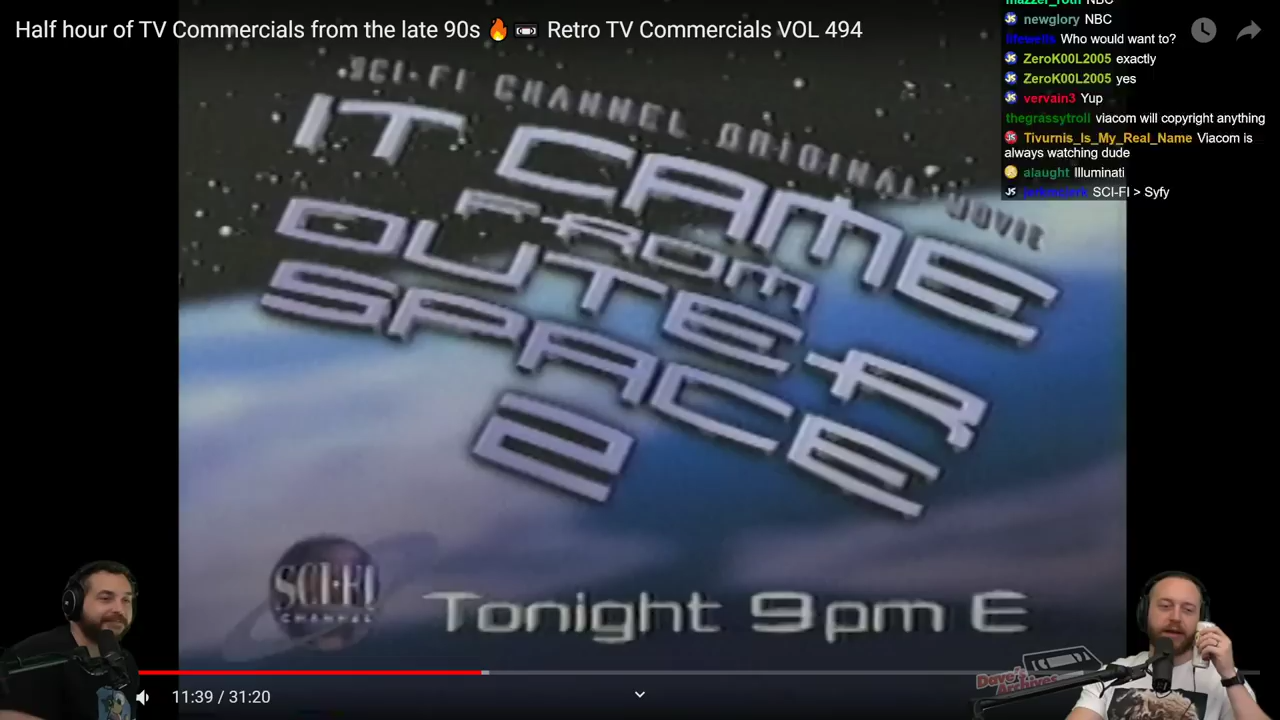 Half hour of TV Commercials from the late 90s 🔥📼 Retro TV Commercials VOL 494
NBC
newglory NBC
Who would want to?
ZeroK00L2005 exactly
ZeroK00L2005 yes
vervain3 Yup
thegrassytroll viacom will copyright anything
Tivurnis_Is_My_Real_Name Viacom is
always watching dude
alaught Illuminati
SCI-FI > Syfy
SCI-FI CHANNEL ORIGINAL MOVIE
IT CAME
FROM
OUTER
SPACE
2
SCI-FI
CHANNEL
Tonight 9pm E
Dave's
Archives
11:39 / 31:20